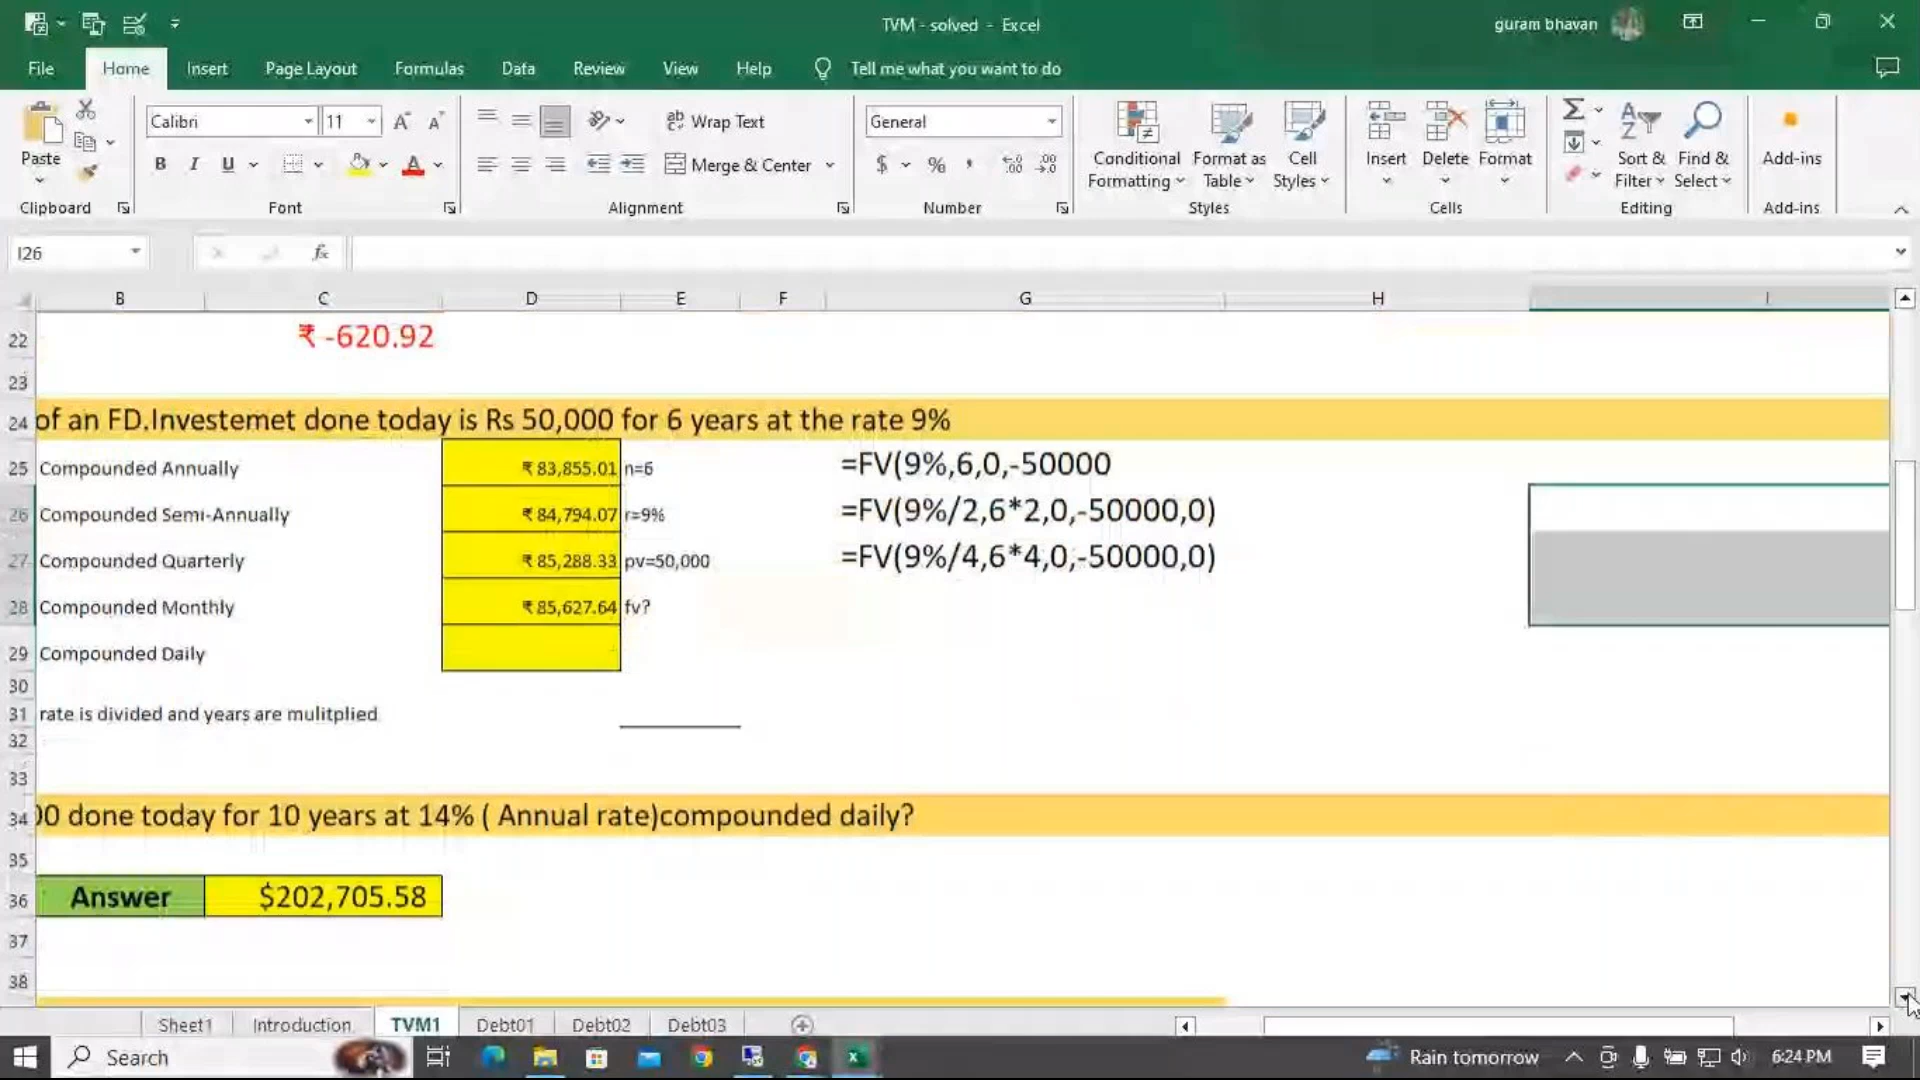 TVM - solved - Excel
guram bhavan
File Home Insert Page Layout Formulas Data Review View Help Tell me what you want to do
Calibri 11 Wrap Text General
Paste B I U Merge & Center $ % Conditional Formatting Format as Table Cell Styles Insert Delete Format Sort & Filter Find & Select Add-ins
Clipboard Font Alignment Number Styles Cells Editing Add-ins
I26 fx
B C D E F G H I
22 ₹ -620.92
23
24 of an FD.Investemet done today is Rs 50,000 for 6 years at the rate 9%
25 Compounded Annually ₹ 83,855.01 n=6 =FV(9%,6,0,-50000
26 Compounded Semi-Annually ₹ 84,794.07 r=9% =FV(9%/2,6*2,0,-50000,0)
27 Compounded Quarterly ₹ 85,288.33 pv=50,000 =FV(9%/4,6*4,0,-50000,0)
28 Compounded Monthly ₹ 85,627.64 fv?
29 Compounded Daily
30
31 rate is divided and years are mulitplied
32
33
34 00 done today for 10 years at 14% ( Annual rate)compounded daily?
35
36 Answer $202,705.58
37
38
Sheet1 Introduction TVM1 Debt01 Debt02 Debt03
Search Rain tomorrow 6:24 PM